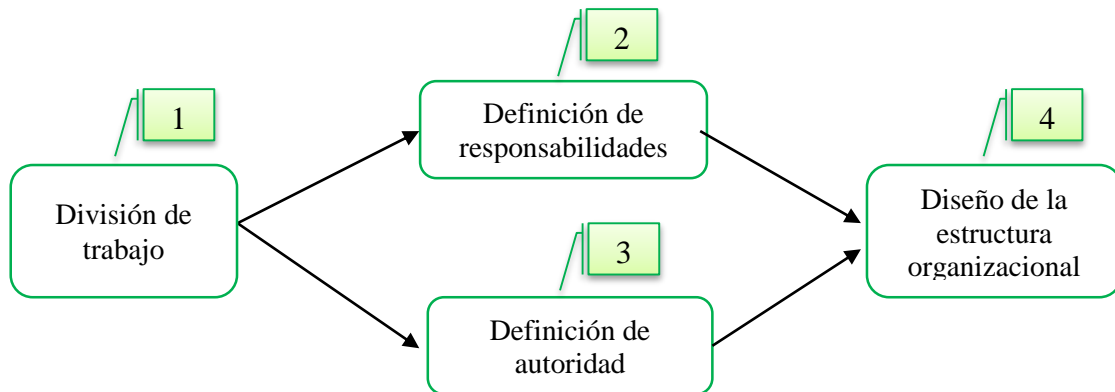 1
División de
trabajo
2
Definición de
responsabilidades
3
Definición de
autoridad
4
Diseño de la
estructura
organizacional